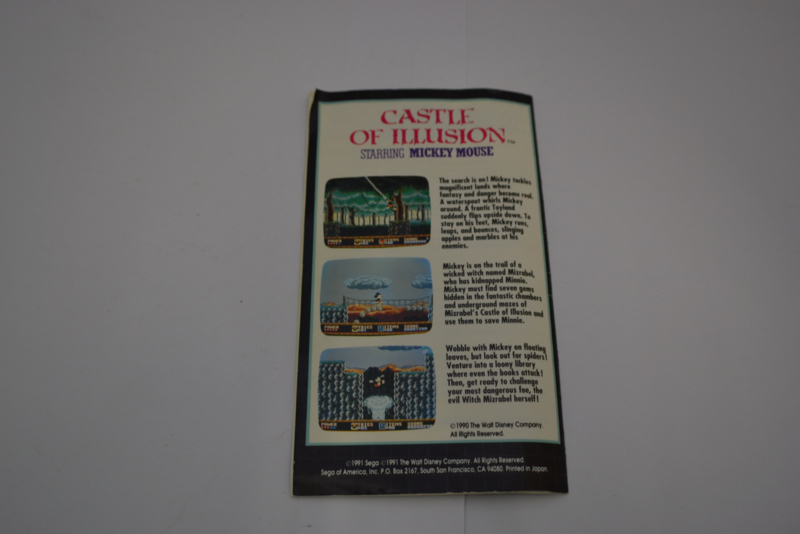 CASTLE
OF ILLUSION™
STARRING MICKEY MOUSE
The search is on! Mickey tackles
magnificent lands where
fantasy and danger become real.
A waterspout whirls Mickey
around. A frantic Toyland
suddenly flips upside down. To
stay on his feet, Mickey runs,
leaps, and bounces, slinging
apples and marbles at his
enemies.
Mickey is on the trail of a
wicked witch named Mizrabel,
who has kidnapped Minnie.
Mickey must find seven gems
hidden in the fantastic chambers
and underground mazes of
Mizrabel's Castle of Illusion and
use them to save Minnie.
Wobble with Mickey on floating
leaves, but look out for spiders!
Venture into a loony library
where even the books attack!
Then, get ready to challenge
your most dangerous foe, the
evil Witch Mizrabel herself!
©1990 The Walt Disney Company.
All Rights Reserved.
©1991 Sega ©1991 The Walt Disney Company. All Rights Reserved.
Sega of America, Inc. P.O. Box 2167, South San Francisco, CA 94080. Printed in Japan.